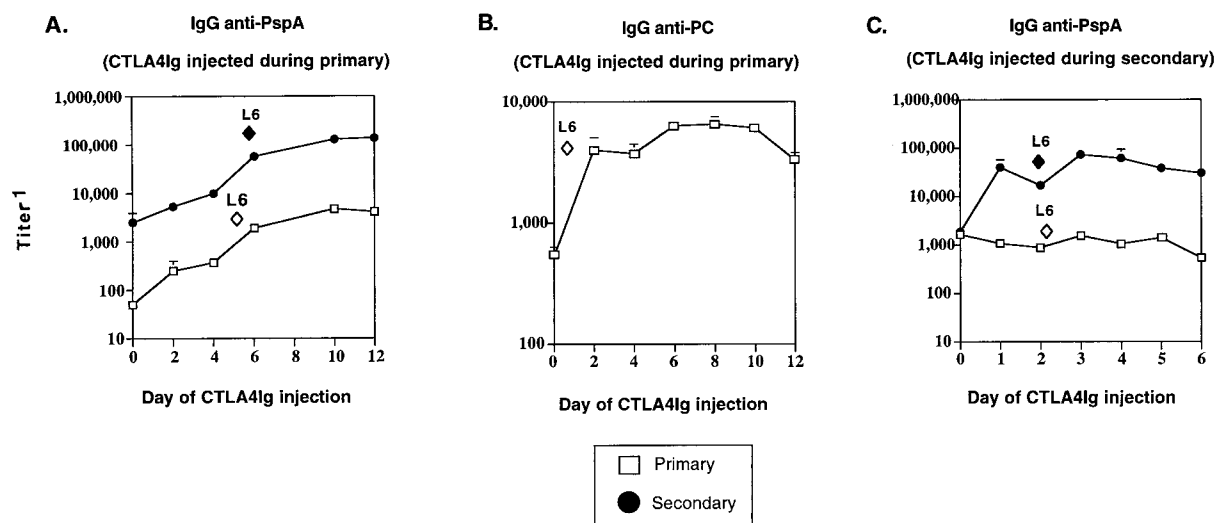 A.
IgG anti-PspA
(CTLA4Ig injected during primary)
1,000,000
100,000
10,000
1,000
100
10
Titer1
L6
L6
0 2 4 6 8 10 12
Day of CTLA4Ig injection
B.
IgG anti-PC
(CTLA4Ig injected during primary)
10,000
1,000
100
L6
0 2 4 6 8 10 12
Day of CTLA4Ig injection
C.
IgG anti-PspA
(CTLA4Ig injected during secondary)
1,000,000
100,000
10,000
1,000
100
10
L6
L6
0 1 2 3 4 5 6
Day of CTLA4Ig injection
Primary
Secondary